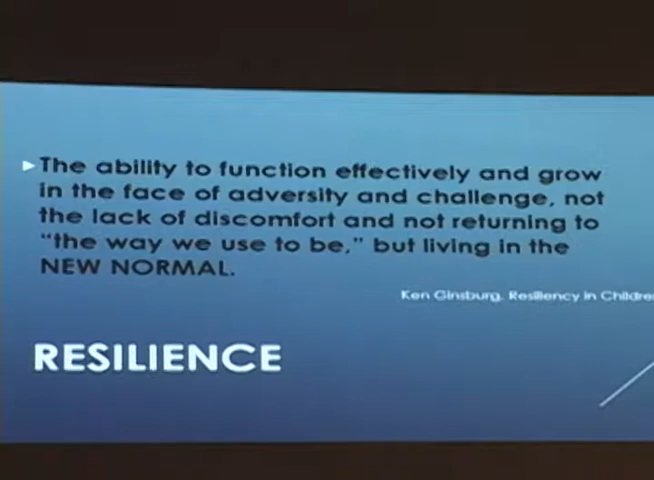 The ability to function effectively and grow
in the face of adversity and challenge, not
the lack of discomfort and not returning to
“the way we use to be,” but living in the
NEW NORMAL.
Ken Ginsburg, Resiliency in Childre
RESILIENCE